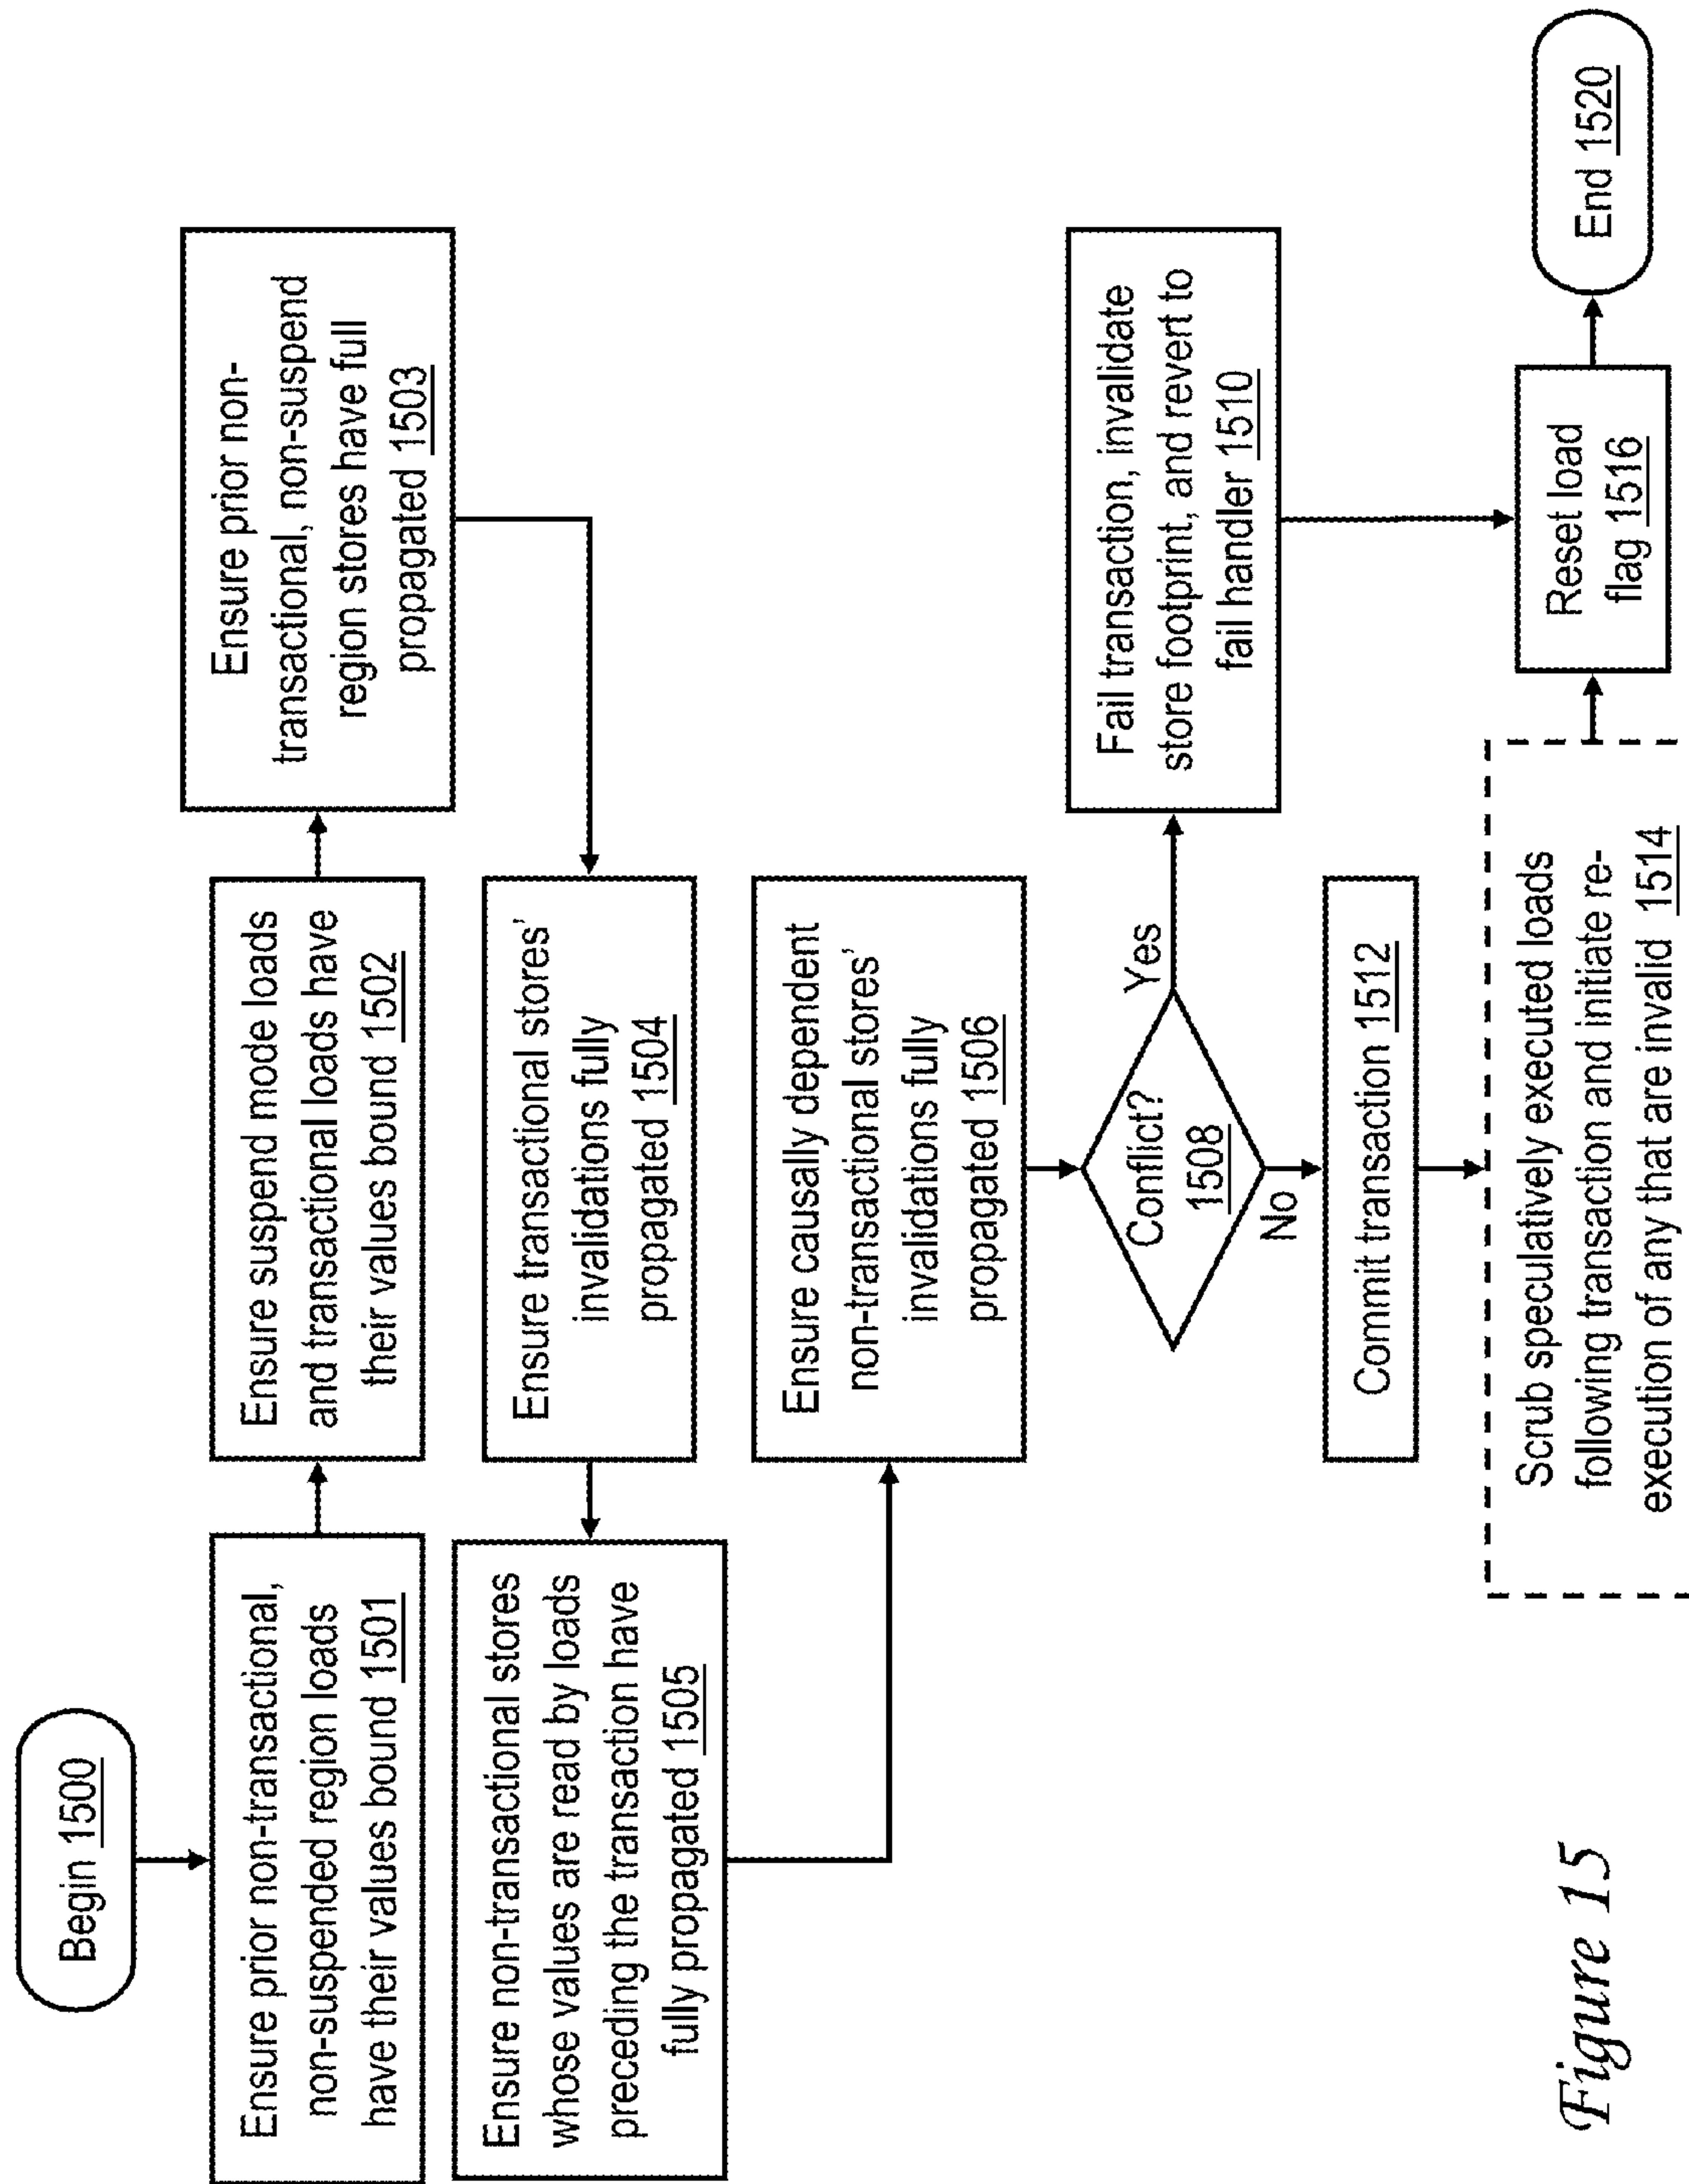 Begin 1500
Ensure prior non-transactional,
non-suspended region loads
have their values bound 1501
Ensure suspend mode loads
and transactional loads have
their values bound 1502
Ensure prior non-
transactional, non-suspend
region stores have full
propagated 1503
Ensure transactional stores'
invalidations fully
propagated 1504
Ensure non-transactional stores
whose values are read by loads
preceding the transaction have
fully propagated 1505
Ensure causally dependent
non-transactional stores'
invalidations fully
propagated 1506
Conflict?
1508
Yes
No
Fail transaction, invalidate
store footprint, and revert to
fail handler 1510
Commit transaction 1512
Scrub speculatively executed loads
following transaction and initiate re-
execution of any that are invalid 1514
Reset load
flag 1516
End 1520
Figure 15